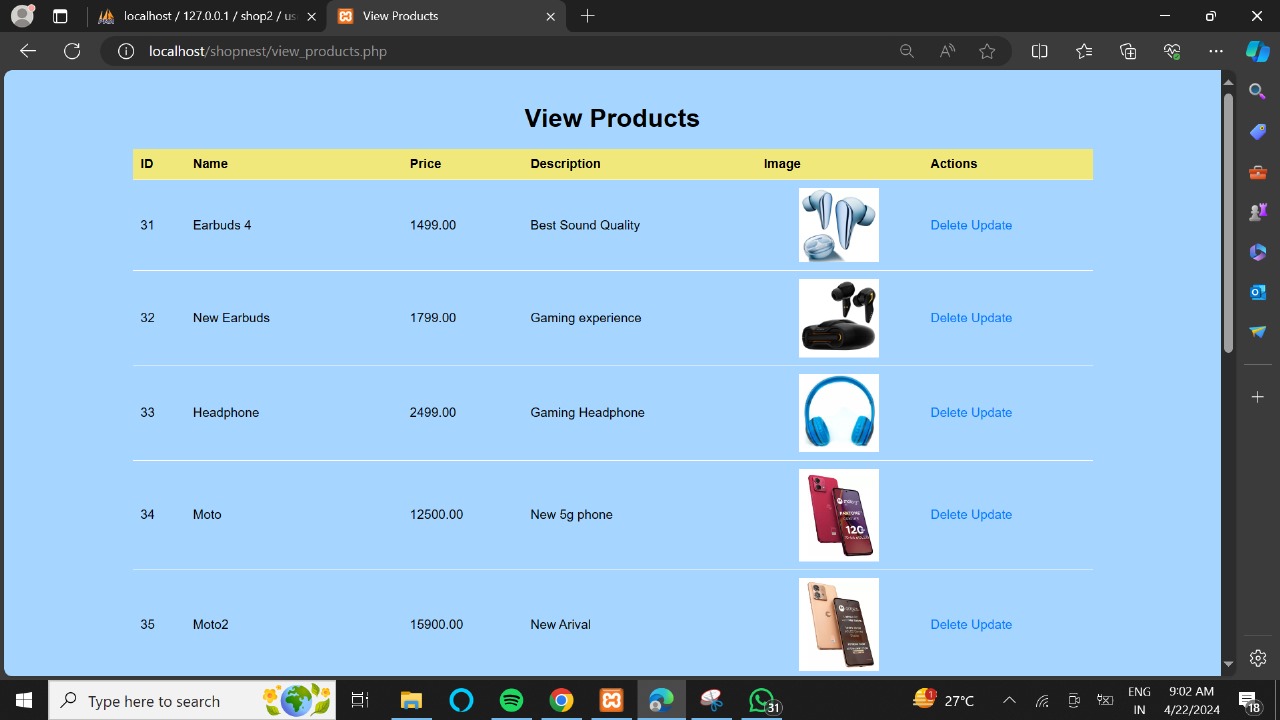 localhost / 127.0.0.1 / shop2 / us
View Products
localhost/shopnest/view_products.php
View Products
ID Name Price Description Image Actions
31 Earbuds 4 1499.00 Best Sound Quality Delete Update
32 New Earbuds 1799.00 Gaming experience Delete Update
33 Headphone 2499.00 Gaming Headphone Delete Update
34 Moto 12500.00 New 5g phone Delete Update
35 Moto2 15900.00 New Arival Delete Update
Type here to search
1
27°C
31
ENG
IN
9:02 AM
4/22/2024
18